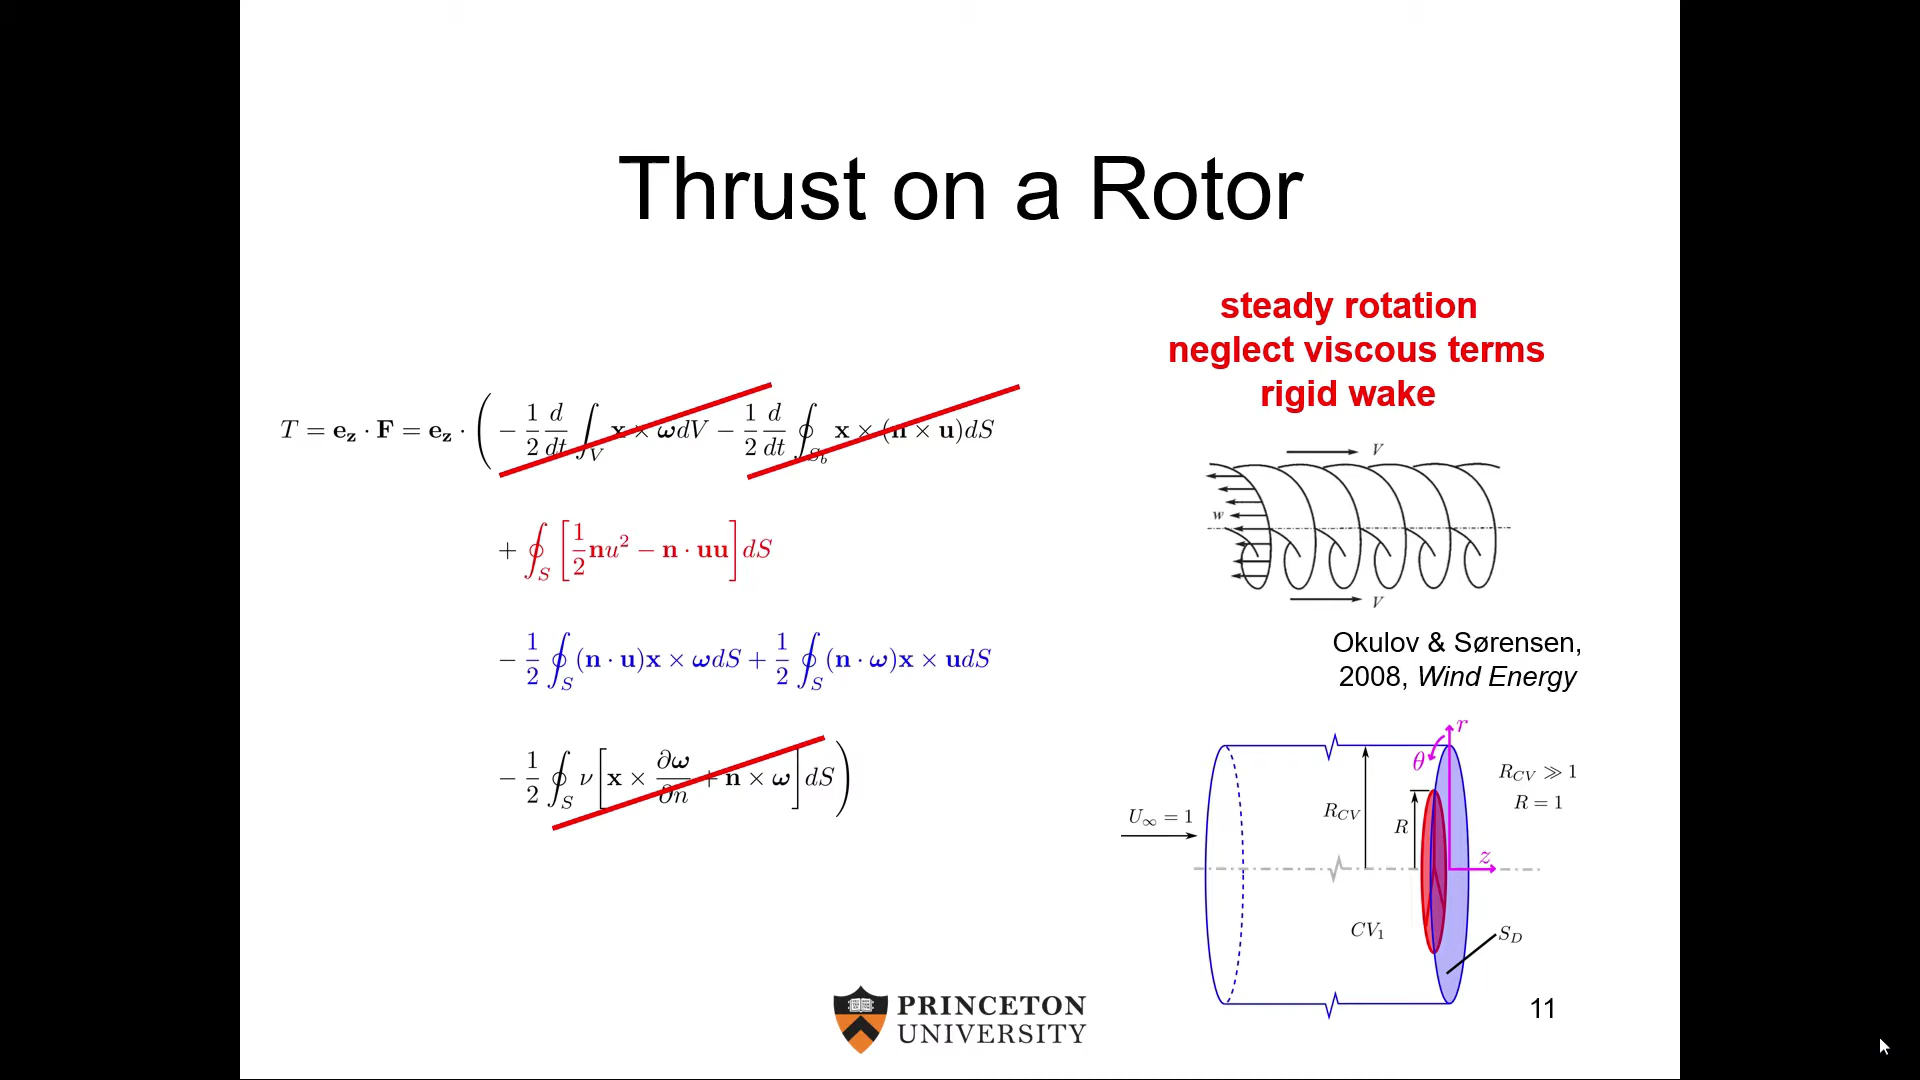 Thrust on a Rotor
steady rotation
neglect viscous terms
rigid wake
T = e_z · F = e_z · ( − 1/2 d/dt ∫_V x × ω dV − 1/2 d/dt ∮_{S_b} x × (n × u) dS
+ ∮_S [ 1/2 n u² − n · uu ] dS
− 1/2 ∮_S (n · u) x × ω dS + 1/2 ∮_S (n · ω) x × u dS
− 1/2 ∮_S ν [ x × ∂ω/∂n + n × ω ] dS )
V
w
V
Okulov & Sørensen,
2008, Wind Energy
r
θ
R_CV ≫ 1
R = 1
U_∞ = 1
R_CV
R
z
CV₁
S_D
PRINCETON
UNIVERSITY
11